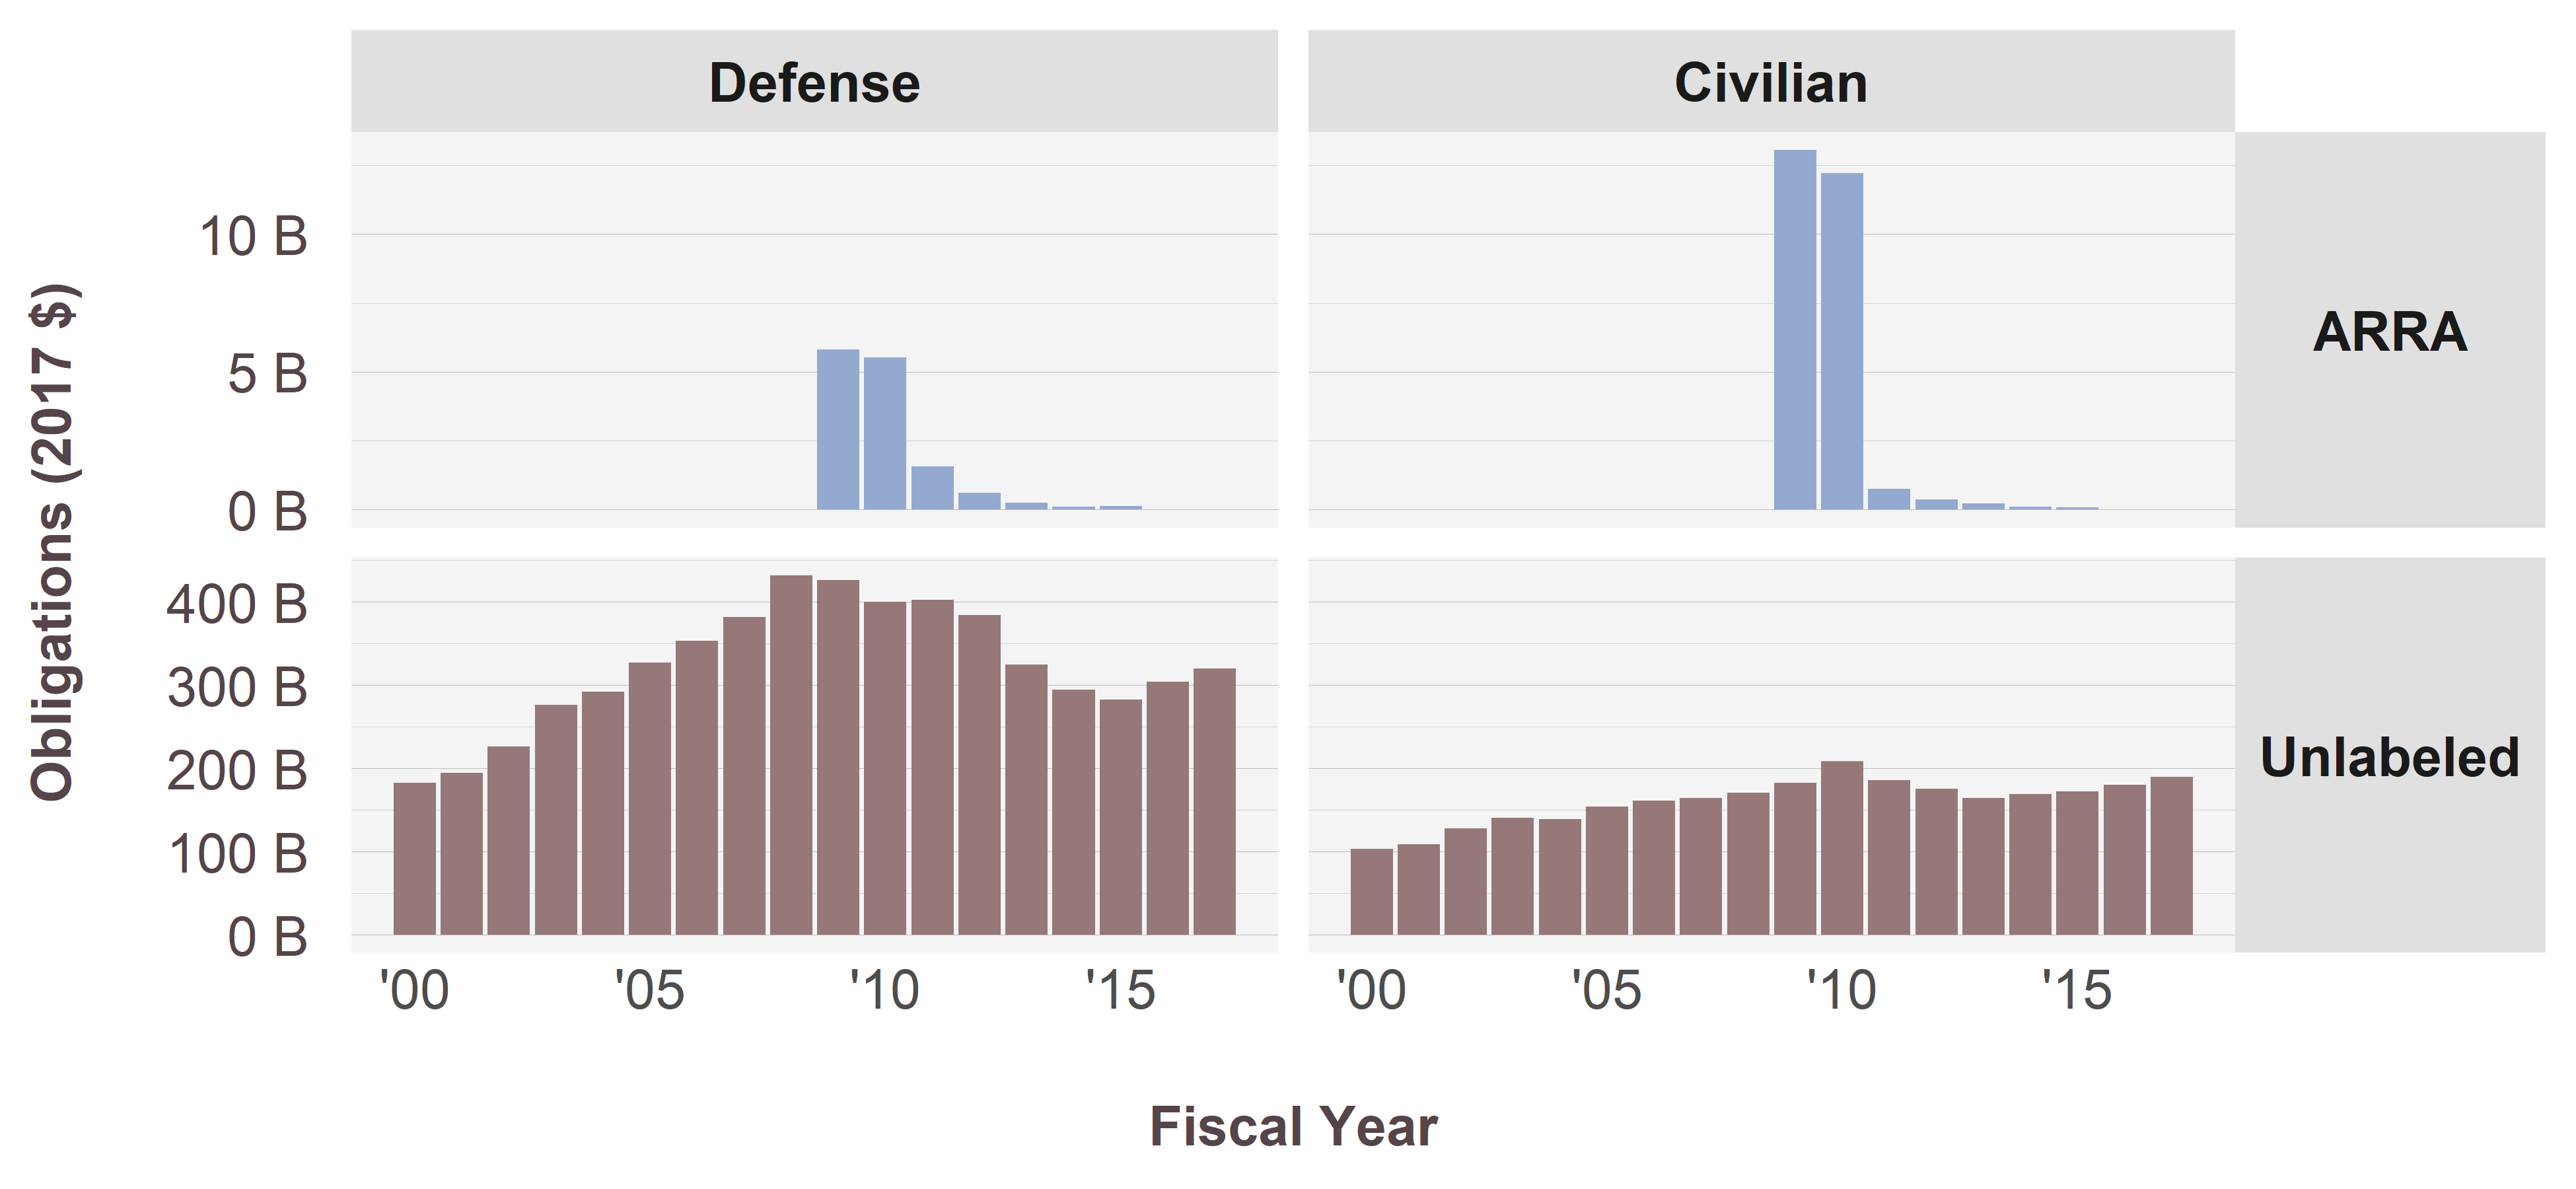 Defense
Civilian
Obligations (2017 $)
10 B
5 B
0 B
ARRA
400 B
300 B
200 B
100 B
0 B
Unlabeled
'00 '05 '10 '15
'00 '05 '10 '15
Fiscal Year